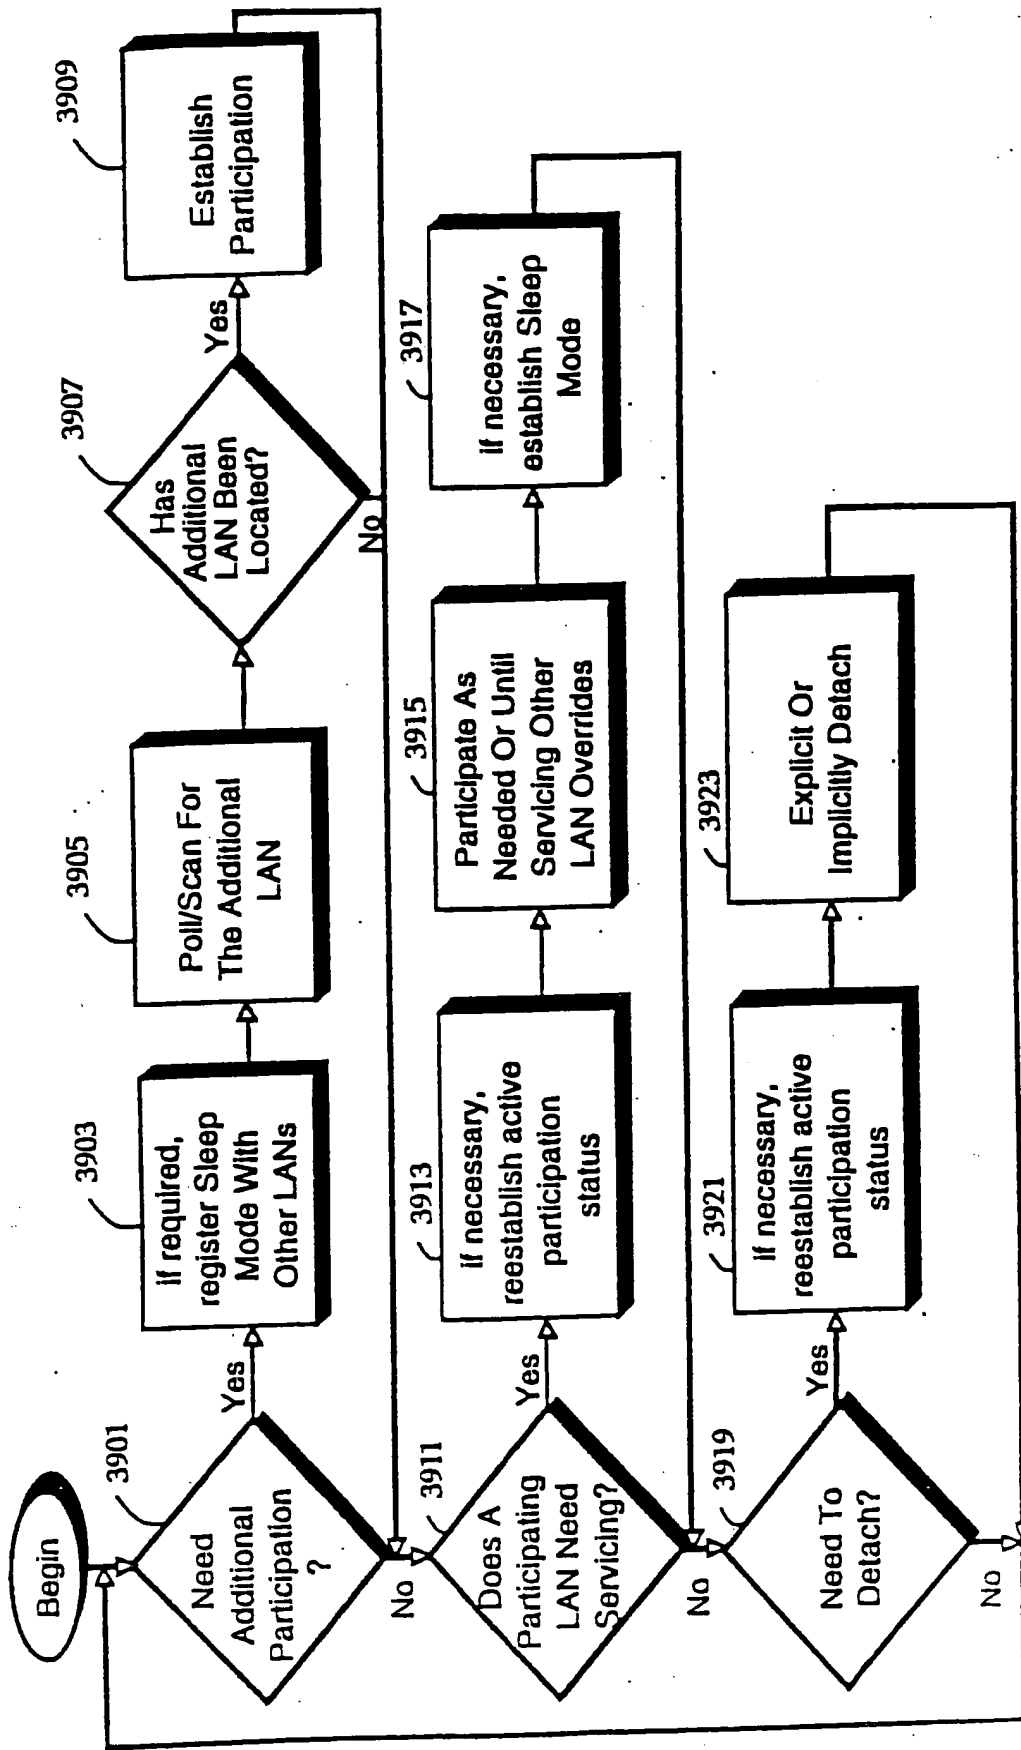 Begin
3901
Need
Additional
Participation
?
Yes
No
3903
If required,
register Sleep
Mode With
Other LANs
3905
Poll/Scan For
The Additional
LAN
3907
Has
Additional
LAN Been
Located?
Yes
No
3909
Establish
Participation
3911
Does A
Participating
LAN Need
Servicing?
Yes
No
3913
If necessary,
reestablish active
participation
status
3915
Participate As
Needed Or Until
Servicing Other
LAN Overrides
3917
If necessary,
establish Sleep
Mode
3919
Need To
Detach?
Yes
No
3921
If necessary,
reestablish active
participation
status
3923
Explicit Or
Implicitly Detach